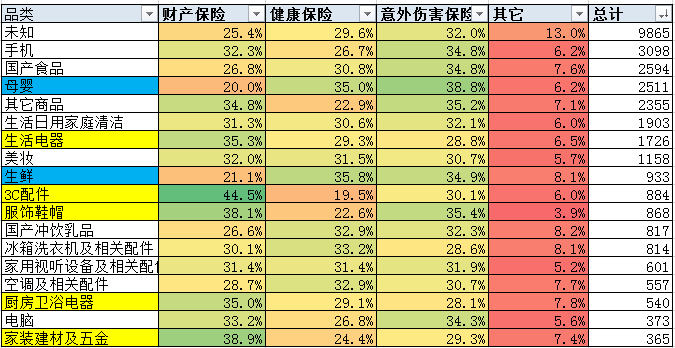 品类 财产保险 健康保险 意外伤害保险 其它 总计
未知 25.4% 29.6% 32.0% 13.0% 9865
手机 32.3% 26.7% 34.8% 6.2% 3098
国产食品 26.8% 30.8% 34.8% 7.6% 2594
母婴 20.0% 35.0% 38.8% 6.2% 2511
其它商品 34.8% 22.9% 35.2% 7.1% 2355
生活日用家庭清洁 31.3% 30.6% 32.1% 6.0% 1903
生活电器 35.3% 29.3% 28.8% 6.5% 1726
美妆 32.0% 31.5% 30.7% 5.7% 1158
生鲜 21.1% 35.8% 34.9% 8.1% 933
3C配件 44.5% 19.5% 30.1% 6.0% 884
服饰鞋帽 38.1% 22.6% 35.4% 3.9% 868
国产冲饮乳品 26.6% 32.9% 32.3% 8.2% 817
冰箱洗衣机及相关配件 30.1% 33.2% 28.6% 8.1% 814
家用视听设备及相关配件 31.4% 31.4% 31.9% 5.2% 601
空调及相关配件 28.7% 32.9% 30.7% 7.7% 557
厨房卫浴电器 35.0% 29.1% 28.1% 7.8% 540
电脑 33.2% 26.8% 34.3% 5.6% 373
家装建材及五金 38.9% 24.4% 29.3% 7.4% 365